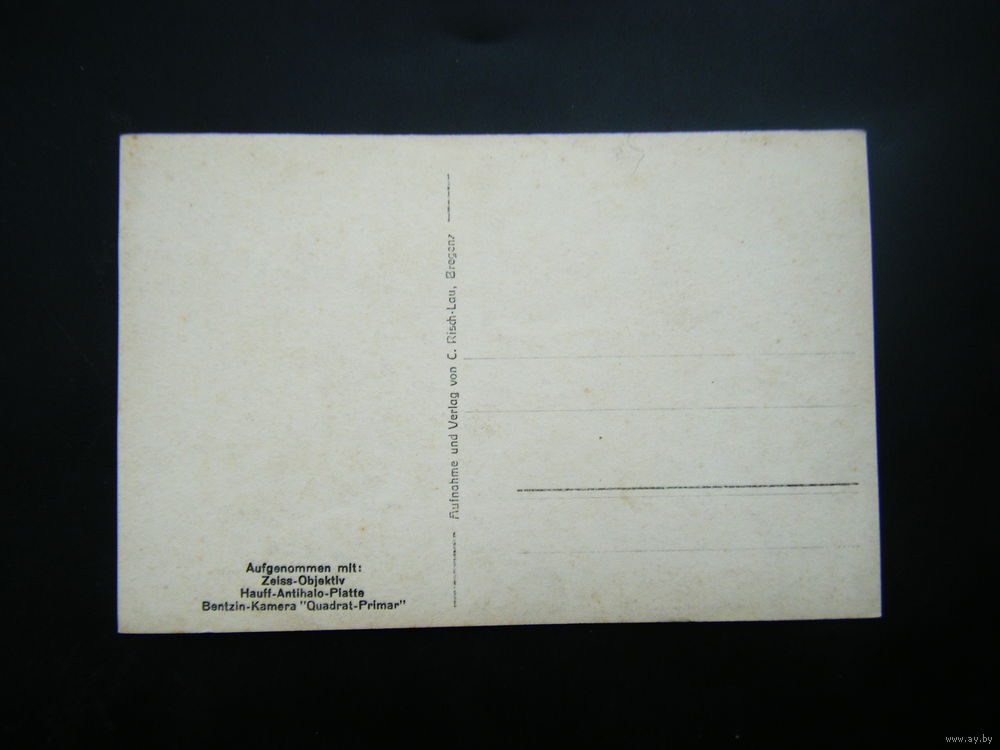 Aufgenommen mit:
Zeiss-Objektiv
Hauff-Antihalo-Platte
Bentzin-Kamera "Quadrat-Primar"
Aufnahme und Verlag von C. Risch-Lau, Bregenz
www.ay.by